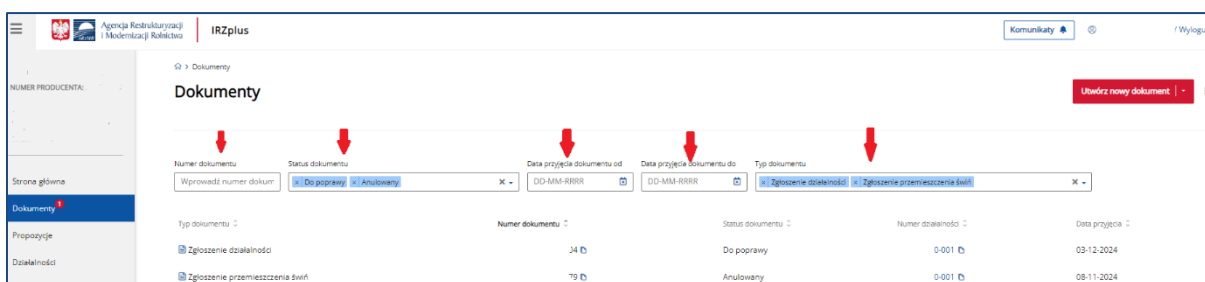 Agencja Restrukturyzacji
i Modernizacji Rolnictwa
IRZplus
Komunikaty
Wylogu
Dokumenty
NUMER PRODUCENTA:
Dokumenty
Utwórz nowy dokument
Numer dokumentu Status dokumentu Data przyjęcia dokumentu od Data przyjęcia dokumentu do Typ dokumentu
Strona główna
Wprowadź numer dokum × Do poprawy × Anulowany × DD-MM-RRRR DD-MM-RRRR × Zgłoszenie działalności × Zgłoszenie przemieszczenia świń ×
Dokumenty 1
Propozycje
Typ dokumentu Numer dokumentu Status dokumentu Numer działalności Data przyjęcia
Działalności
Zgłoszenie działalności 34 Do poprawy 0-001 03-12-2024
Zgłoszenie przemieszczenia świń 79 Anulowany 0-001 08-11-2024